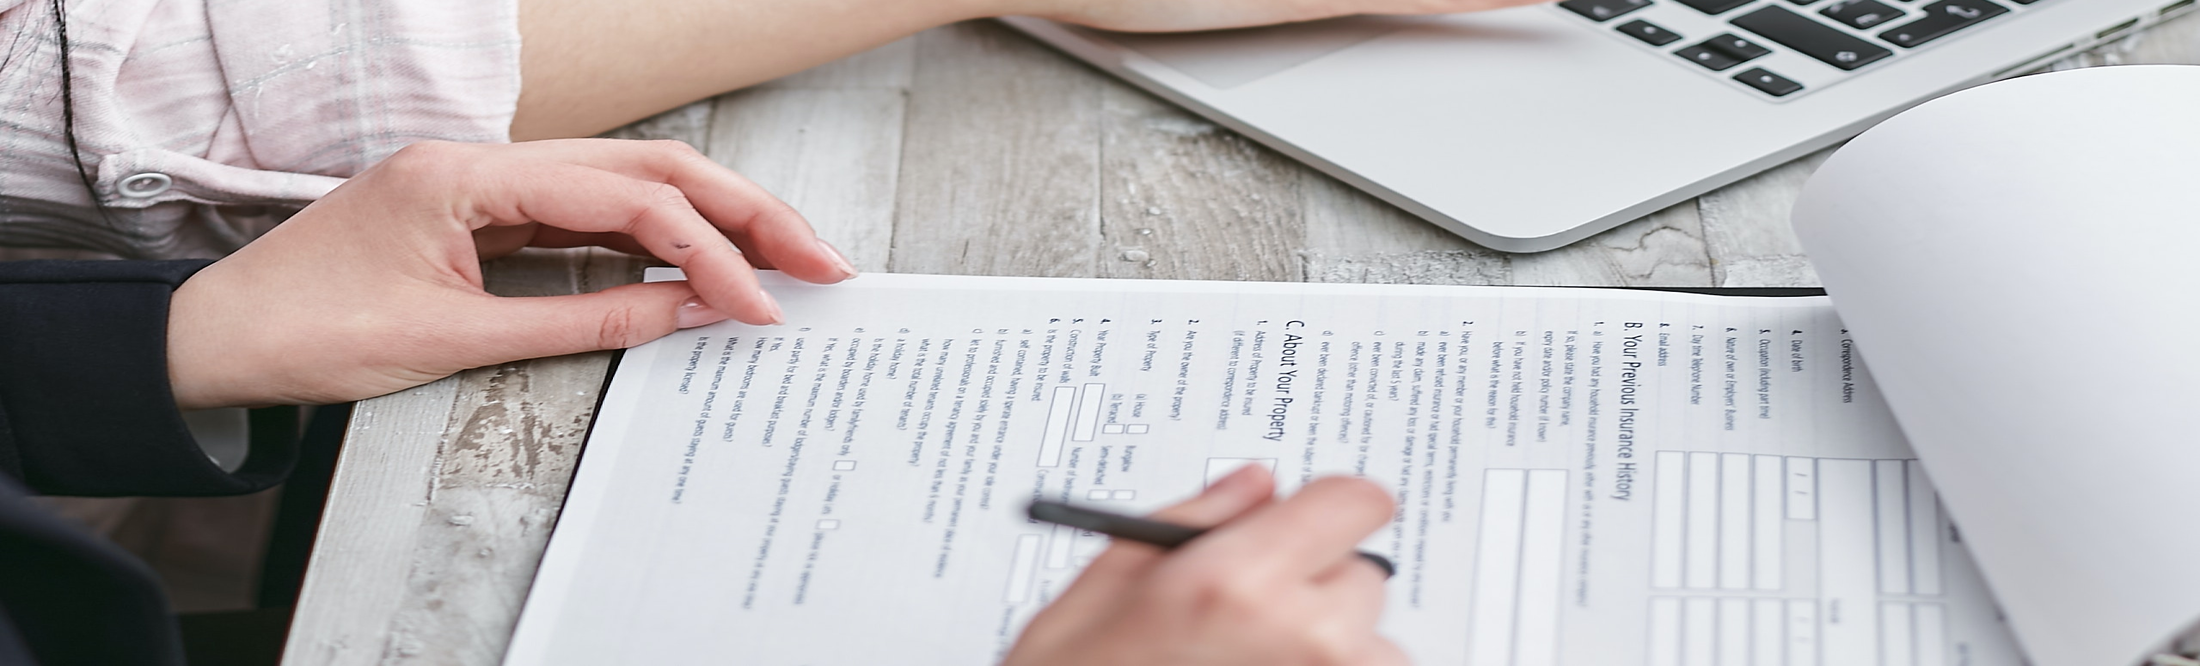 3. Correspondence Address
4. Date of Birth
5. Occupation (including part time)
6. Nature of own or Employers' Business
7. Day time Telephone Number
8. Email address
B. Your Previous Insurance History
1. a) Have you had any household insurance previously either with us or any other insurance
If so, please state the company name,
expiry date and/or policy number (if known)
b) If you have not held household insurance
before what is the reason for this?
2. Have you, or any member or your household permanently living with you
a) ever been refused insurance or had special terms, restrictions or conditions imposed by any insurer
b) made any claim, suffered any loss or damage or had any claims made
during the last 5 years?
c) ever been convicted of, or cautioned for
offence other than motoring offences?
d) ever been declared bankrupt or been the subject of
C. About Your Property
1. Address of Property to be insured
(if different to correspondence address)
2. Are you the owner of the property?
3. Type of Property
(a) House
Bungalow
(b) Terraced
Semi-detached
4. Year Property Built
Number of
5. Construction of walls
6. Is the property to be insured
a) self contained, having a separate entrance under your sole control?
b) furnished and occupied solely by you and your family as your permanent place of residence
c) let to professionals on a tenancy agreement of not less than 6 months?
how many unrelated tenants occupy the property?
what is the total number of tenants?
d) a holiday home?
Is the holiday home used by family/friends only
or holiday Lets
(please tick as appropriate)
e) occupied by boarders and/or lodgers?
If Yes, what is the maximum number of lodgers/paying guests staying at your property at any one time?
f) used partly for bed and breakfast purposes?
If Yes,
How many bedrooms are used for guests?
What is the maximum amount of guests staying at any one time?
Is the property licensed?